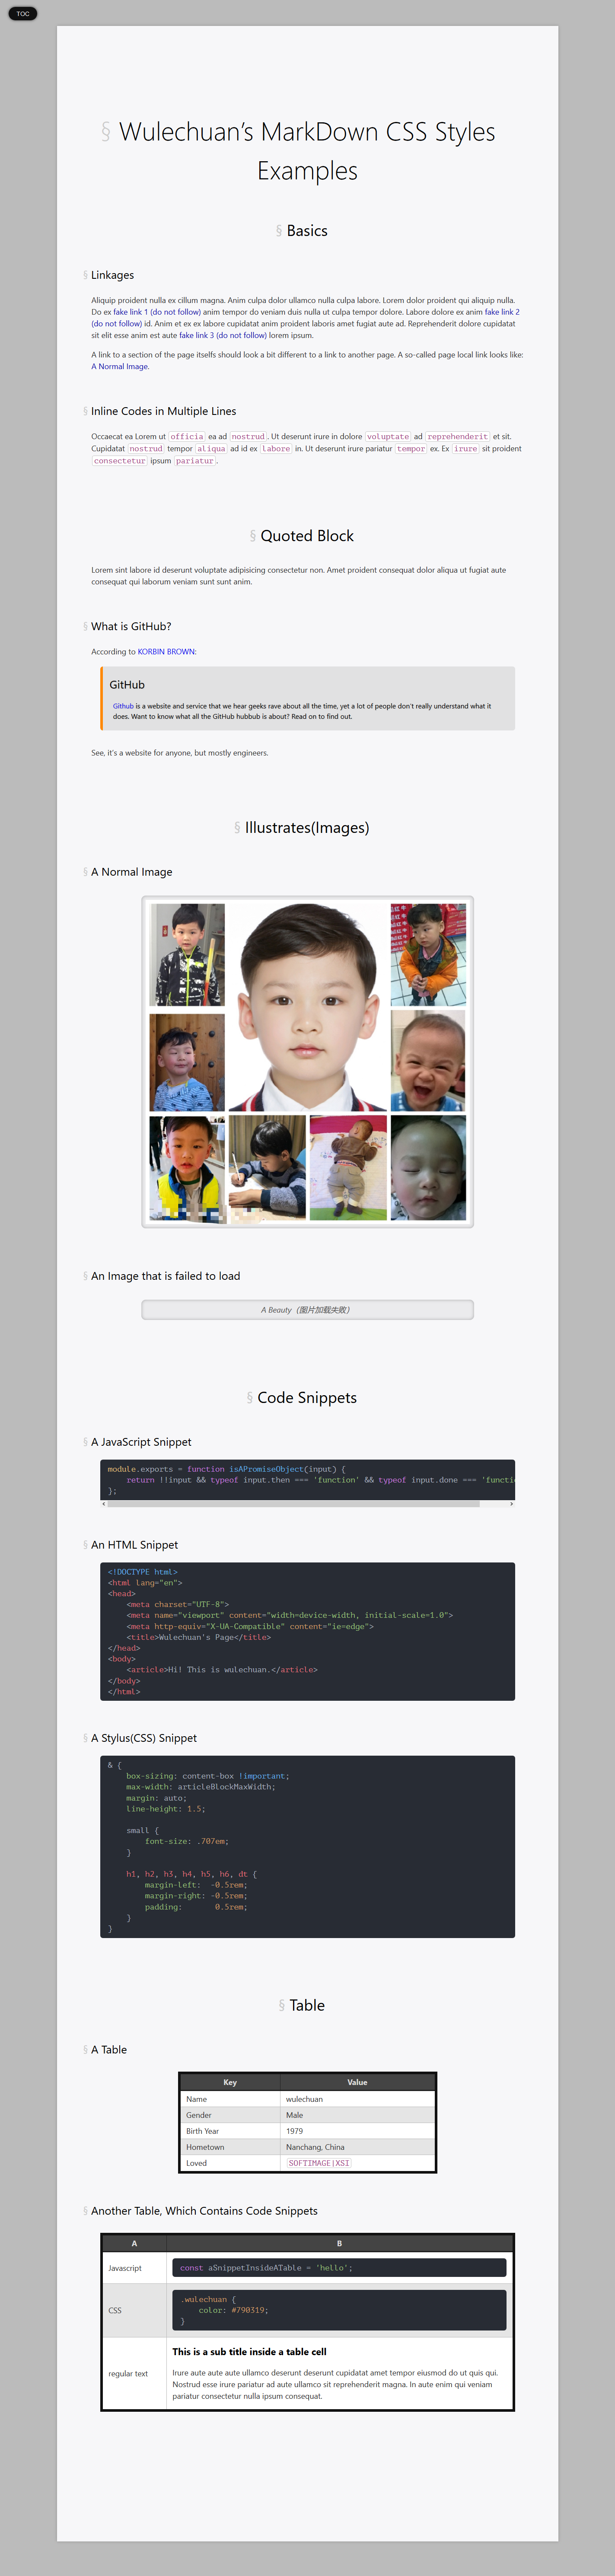 TOC
§ Wulechuan’s MarkDown CSS Styles
Examples
§ Basics
§ Linkages
Aliquip proident nulla ex cillum magna. Anim culpa dolor ullamco nulla culpa labore. Lorem dolor proident qui aliquip nulla.
Do ex fake link 1 (do not follow) anim tempor do veniam duis nulla ut culpa tempor dolore. Labore dolore ex anim fake link 2
(do not follow) id. Anim et ex ex labore cupidatat anim proident laboris amet fugiat aute ad. Reprehenderit dolore cupidatat
sit elit esse anim est aute fake link 3 (do not follow) lorem ipsum.
A link to a section of the page itselfs should look a bit different to a link to another page. A so-called page local link looks like:
A Normal Image.
§ Inline Codes in Multiple Lines
Occaecat ea Lorem ut officia ea ad nostrud. Ut deserunt irure in dolore voluptate ad reprehenderit et sit.
Cupidatat nostrud tempor aliqua ad id ex labore in. Ut deserunt irure pariatur tempor ex. Ex irure sit proident
consectetur ipsum pariatur.
§ Quoted Block
Lorem sint labore id deserunt voluptate adipisicing consectetur non. Amet proident consequat dolor aliqua ut fugiat aute
consequat qui laborum veniam sunt sunt anim.
§ What is GitHub?
According to KORBIN BROWN:
GitHub
Github is a website and service that we hear geeks rave about all the time, yet a lot of people don’t really understand what it
does. Want to know what all the GitHub hubbub is about? Read on to find out.
See, it’s a website for anyone, but mostly engineers.
§ Illustrates(Images)
§ A Normal Image
§ An Image that is failed to load
A Beauty（图片加载失败）
§ Code Snippets
§ A JavaScript Snippet
module.exports = function isAPromiseObject(input) {
return !!input && typeof input.then === 'function' && typeof input.done === 'functio
};
§ An HTML Snippet
<!DOCTYPE html>
<html lang="en">
<head>
<meta charset="UTF-8">
<meta name="viewport" content="width=device-width, initial-scale=1.0">
<meta http-equiv="X-UA-Compatible" content="ie=edge">
<title>Wulechuan's Page</title>
</head>
<body>
<article>Hi! This is wulechuan.</article>
</body>
</html>
§ A Stylus(CSS) Snippet
& {
box-sizing: content-box !important;
max-width: articleBlockMaxWidth;
margin: auto;
line-height: 1.5;
small {
font-size: .707em;
}
h1, h2, h3, h4, h5, h6, dt {
margin-left: -0.5rem;
margin-right: -0.5rem;
padding: 0.5rem;
}
}
§ Table
§ A Table
Key Value
Name wulechuan
Gender Male
Birth Year 1979
Hometown Nanchang, China
Loved SOFTIMAGE|XSI
§ Another Table, Which Contains Code Snippets
A B
Javascript const aSnippetInsideATable = 'hello';
.wulechuan {
CSS color: #790319;
}
This is a sub title inside a table cell
regular text Irure aute aute aute ullamco deserunt deserunt cupidatat amet tempor eiusmod do ut quis qui.
Nostrud esse irure pariatur ad aute ullamco sit reprehenderit magna. In aute enim qui veniam
pariatur consectetur nulla ipsum consequat.